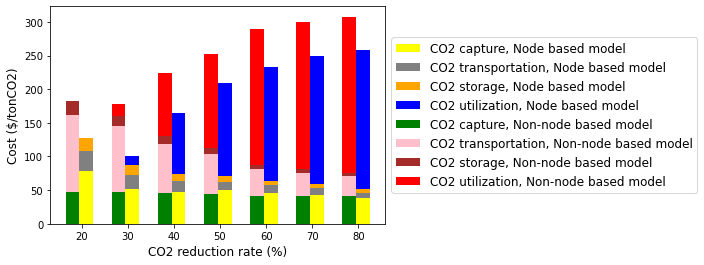 300
250
200
150
100
50
0
Cost ($/tonCO2)
20 30 40 50 60 70 80
CO2 reduction rate (%)
CO2 capture, Node based model
CO2 transportation, Node based model
CO2 storage, Node based model
CO2 utilization, Node based model
CO2 capture, Non-node based model
CO2 transportation, Non-node based model
CO2 storage, Non-node based model
CO2 utilization, Non-node based model